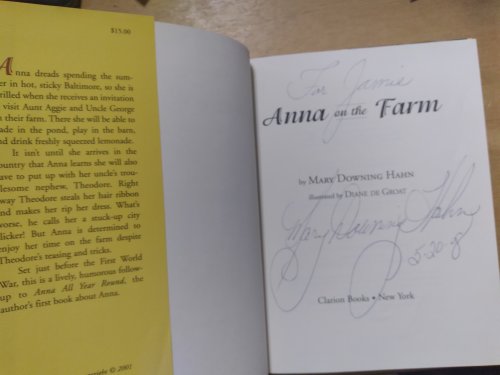 $15.00
Anna dreads spending the sum-
er in hot, sticky Baltimore, so she is
rilled when she receives an invitation
visit Aunt Aggie and Uncle George
n their farm. There she will be able to
ade in the pond, play in the barn,
nd drink freshly squeezed lemonade.
It isn't until she arrives in the
country that Anna learns she will also
ave to put up with her uncle's trou-
lesome nephew, Theodore. Right
way Theodore steals her hair ribbon
nd makes her rip her dress. What's
orse, he calls her a stuck-up city
licker! But Anna is determined to
enjoy her time on the farm despite
Theodore's teasing and tricks.
Set just before the First World
War, this is a lively, humorous follow-
up to Anna All Year Round, the
author's first book about Anna.
© 2001
For Jamie
Anna on the Farm
by Mary Downing Hahn
Illustrated by Diane de Groat
Mary Downing Hahn
Clarion Books • New York